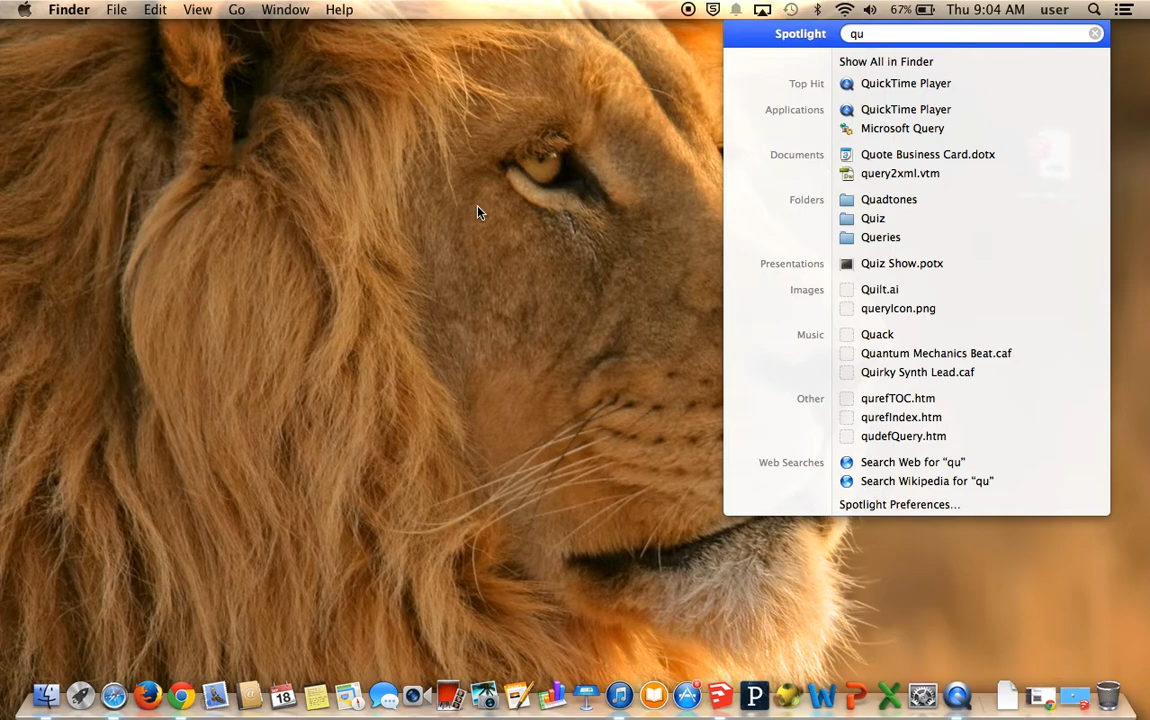 Finder File Edit View Go Window Help 67% Thu 9:04 AM user
Spotlight qu
Show All in Finder
Top Hit QuickTime Player
Applications QuickTime Player
Microsoft Query
Documents Quote Business Card.dotx
query2xml.vtm
Folders Quadtones
Quiz
Queries
Presentations Quiz Show.potx
Images Quilt.ai
queryIcon.png
Music Quack
Quantum Mechanics Beat.caf
Quirky Synth Lead.caf
Other qurefTOC.htm
qurefIndex.htm
qudefQuery.htm
Web Searches Search Web for “qu”
Search Wikipedia for “qu”
Spotlight Preferences...
18
P W P X